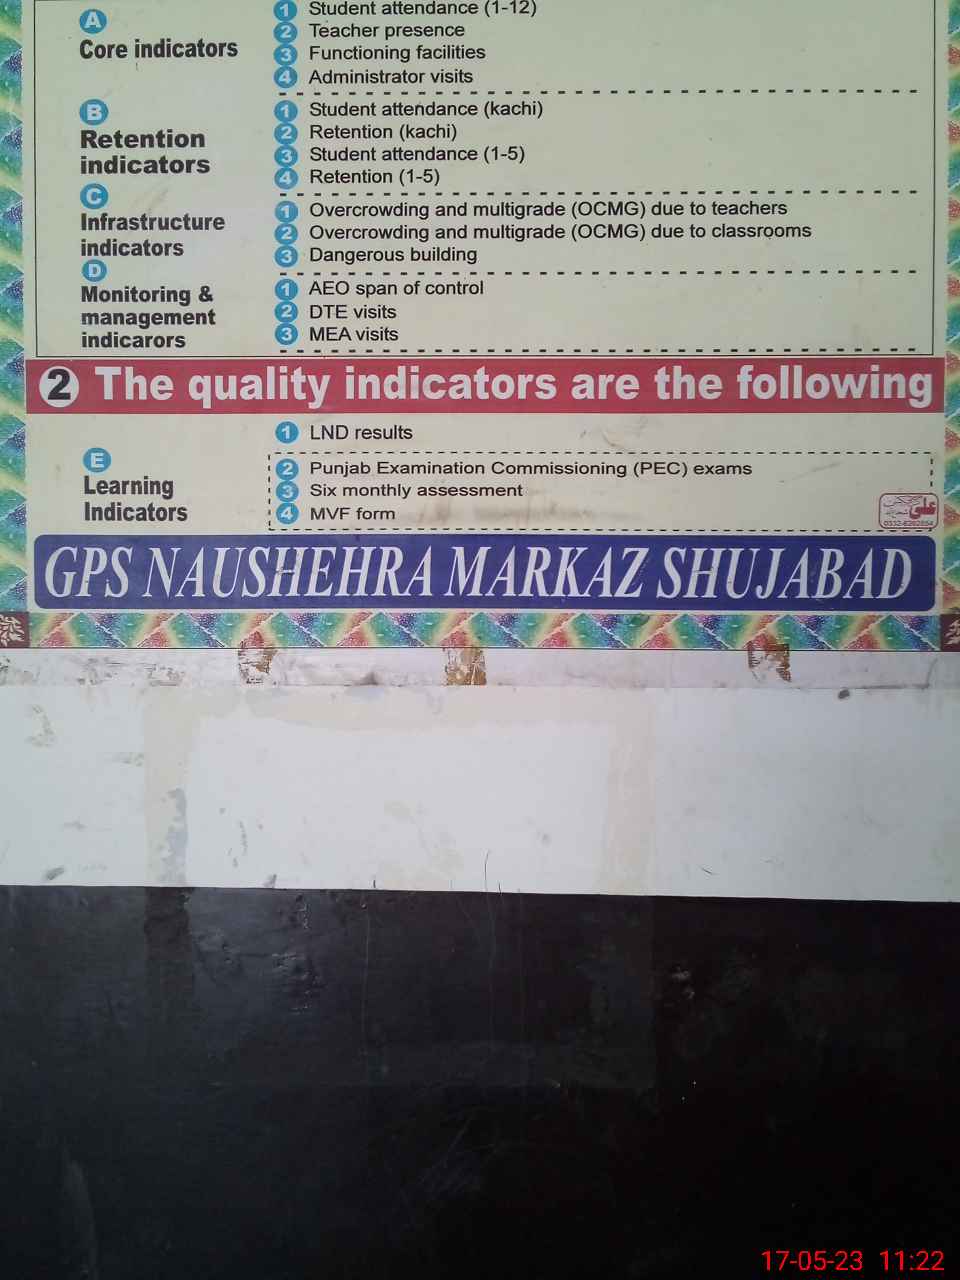 A
Core indicators
1 Student attendance (1-12)
2 Teacher presence
3 Functioning facilities
4 Administrator visits
B
Retention
indicators
1 Student attendance (kachi)
2 Retention (kachi)
3 Student attendance (1-5)
4 Retention (1-5)
C
Infrastructure
indicators
1 Overcrowding and multigrade (OCMG) due to teachers
2 Overcrowding and multigrade (OCMG) due to classrooms
3 Dangerous building
D
Monitoring &
management
indicarors
1 AEO span of control
2 DTE visits
3 MEA visits
2 The quality indicators are the following
E
Learning
Indicators
1 LND results
2 Punjab Examination Commissioning (PEC) exams
3 Six monthly assessment
4 MVF form
علی
GPS NAUSHEHRA MARKAZ SHUJABAD
17-05-23 11:22